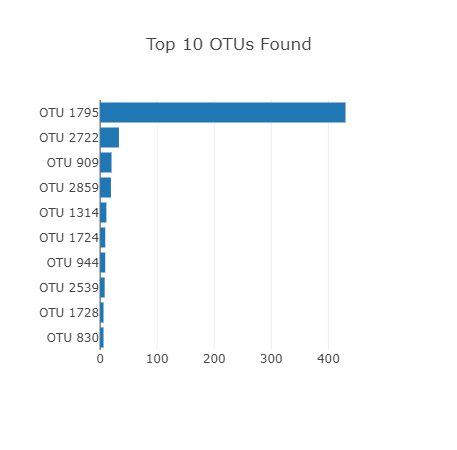 Top 10 OTUs Found
OTU 1795
OTU 2722
OTU 909
OTU 2859
OTU 1314
OTU 1724
OTU 944
OTU 2539
OTU 1728
OTU 830
0 100 200 300 400